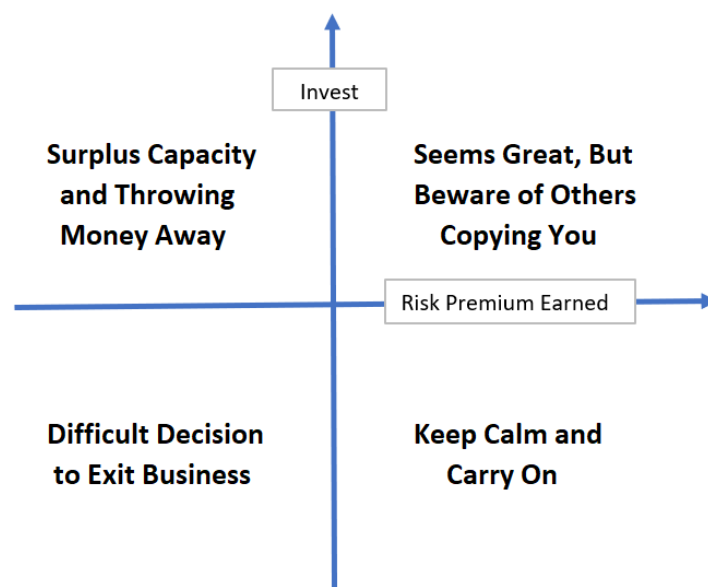 Invest
Surplus Capacity
and Throwing
Money Away
Seems Great, But
Beware of Others
Copying You
Risk Premium Earned
Difficult Decision
to Exit Business
Keep Calm and
Carry On